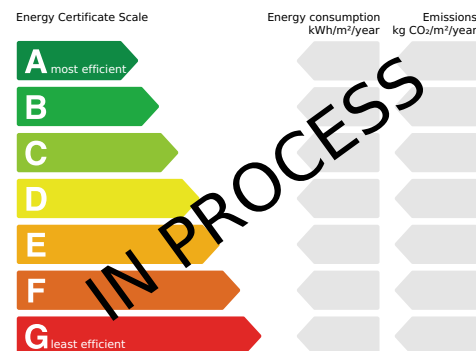 Energy Certificate Scale
Energy consumption
kWh/m²/year
Emissions
kg CO₂/m²/year
A most efficient
B
C
D
E
F
G least efficient
IN PROCESS